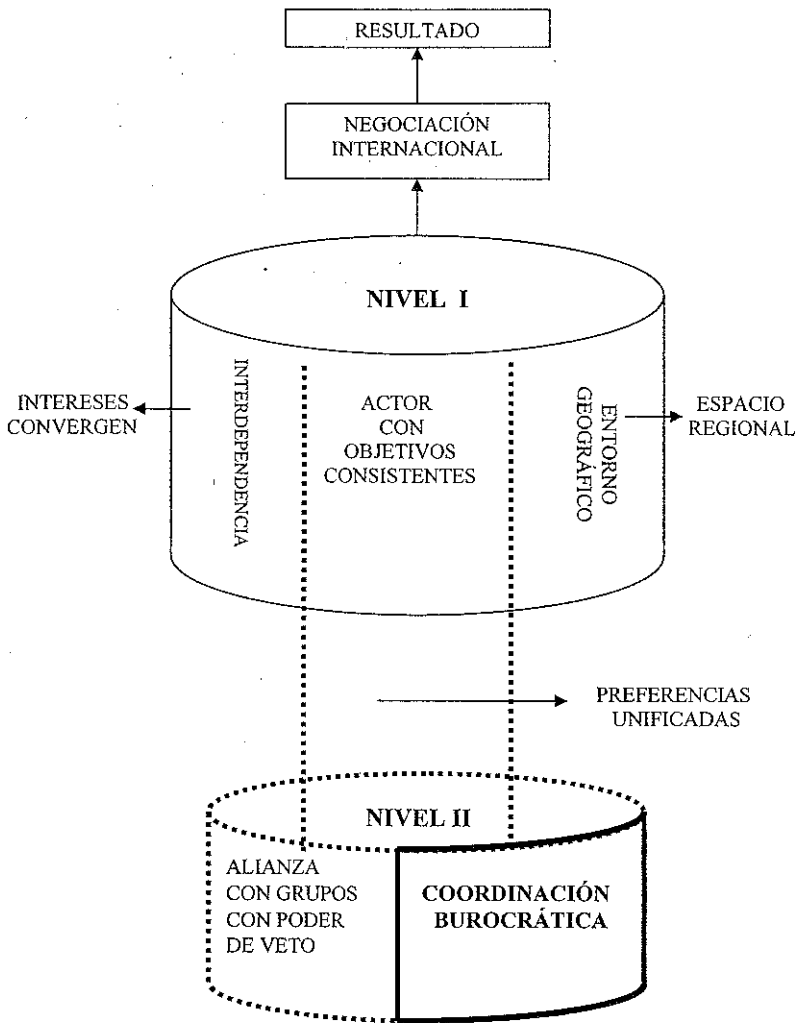 RESULTADO
NEGOCIACIÓN
INTERNACIONAL
NIVEL I
INTERESES
CONVERGEN
INTERDEPENDENCIA
ACTOR
CON
OBJETIVOS
CONSISTENTES
ENTORNO
GEOGRÁFICO
ESPACIO
REGIONAL
PREFERENCIAS
UNIFICADAS
NIVEL II
ALIANZA
CON GRUPOS
CON PODER
DE VETO
COORDINACIÓN
BUROCRÁTICA